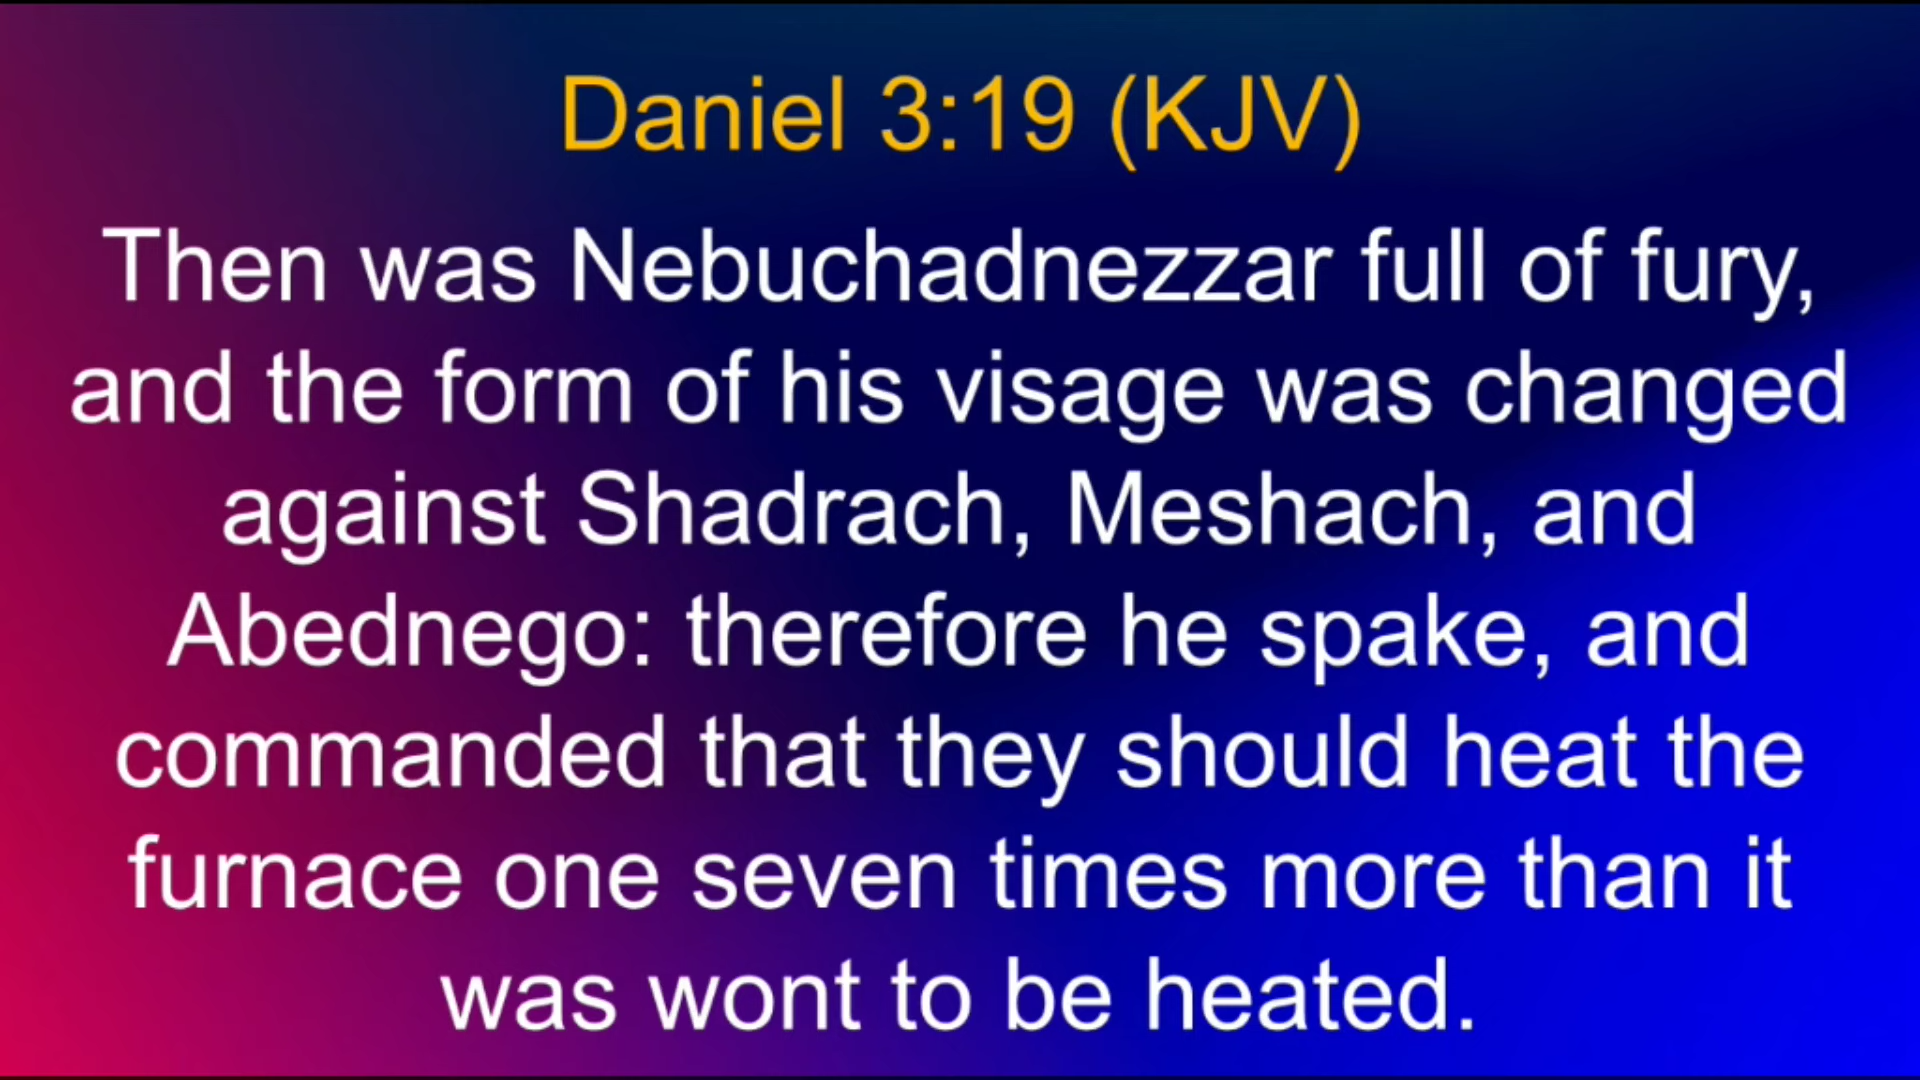 Daniel 3:19 (KJV)
Then was Nebuchadnezzar full of fury,
and the form of his visage was changed
against Shadrach, Meshach, and
Abednego: therefore he spake, and
commanded that they should heat the
furnace one seven times more than it
was wont to be heated.